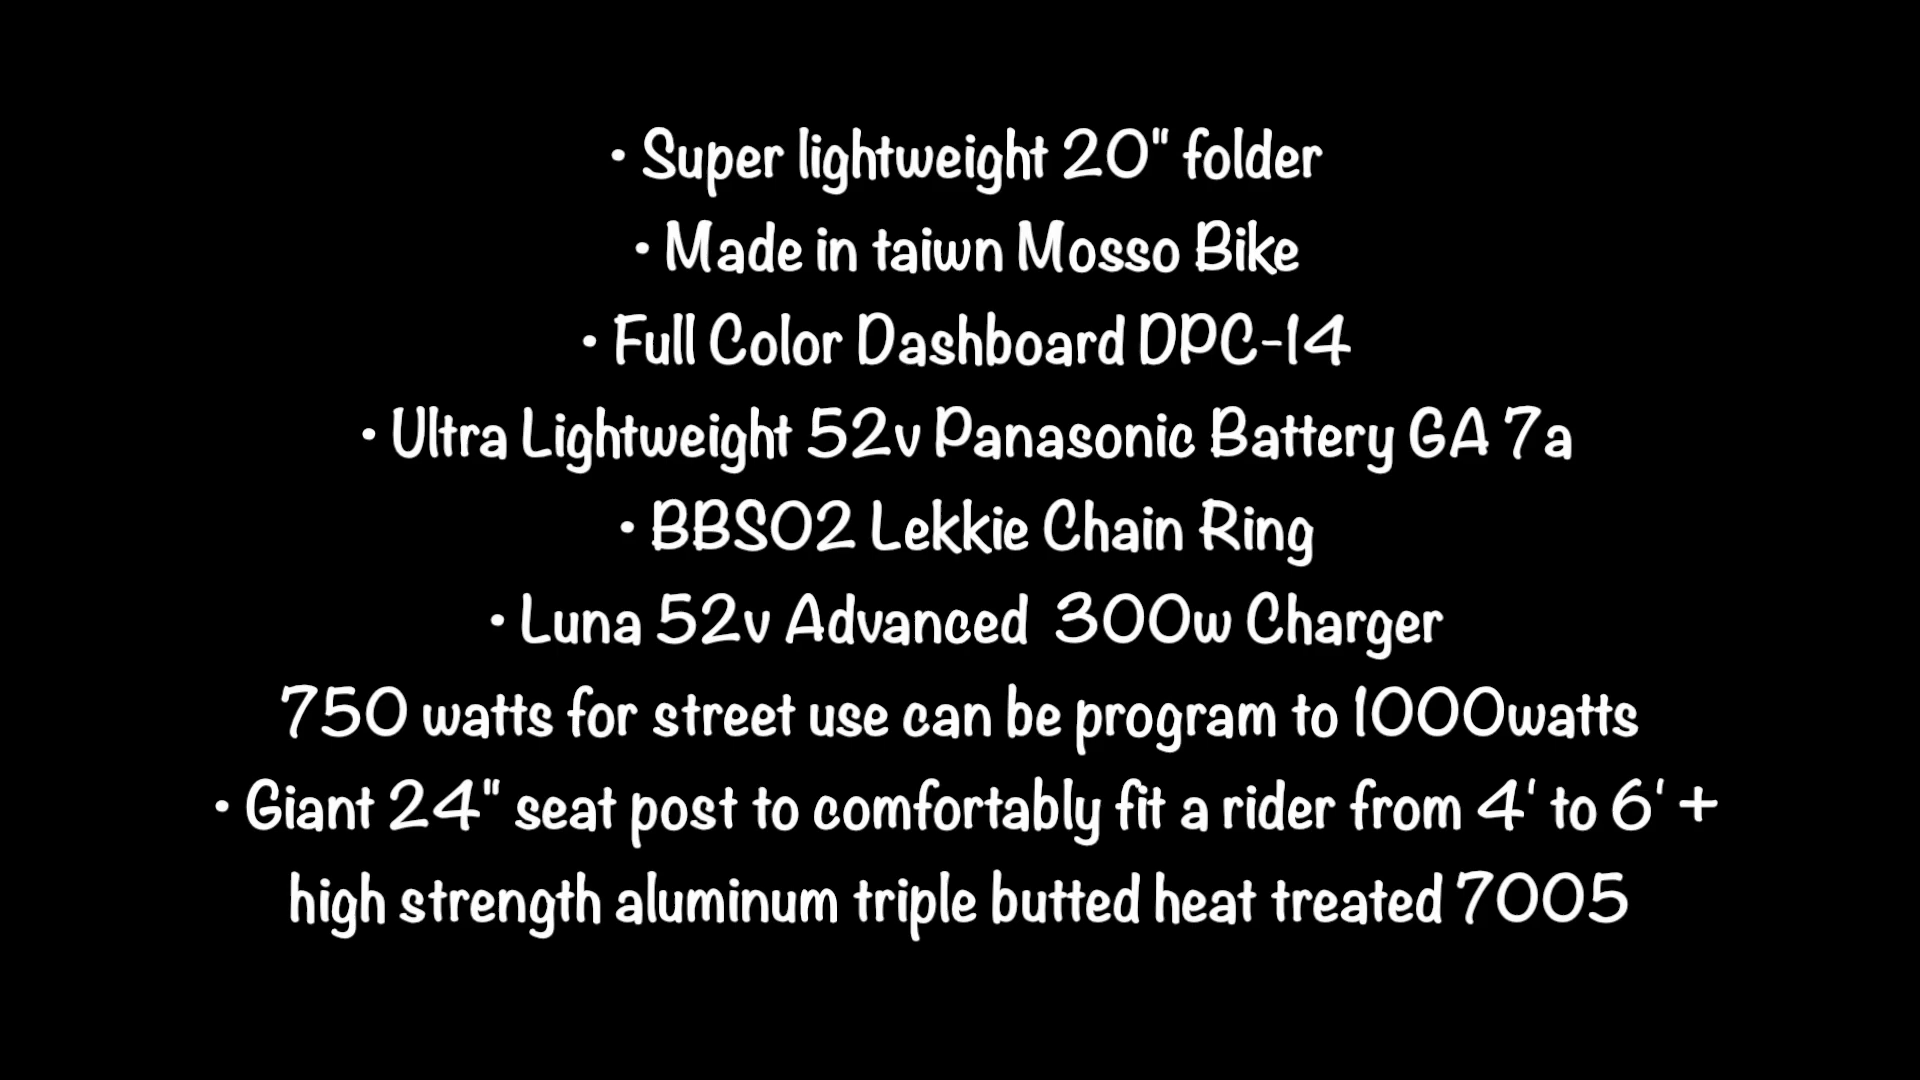 • Super lightweight 20" folder
• Made in taiwn Mosso Bike
• Full Color Dashboard DPC-14
• Ultra Lightweight 52v Panasonic Battery GA 7a
• BBS02 Lekkie Chain Ring
• Luna 52v Advanced  300w Charger
750 watts for street use can be program to 1000watts
• Giant 24" seat post to comfortably fit a rider from 4' to 6' +
high strength aluminum triple butted heat treated 7005